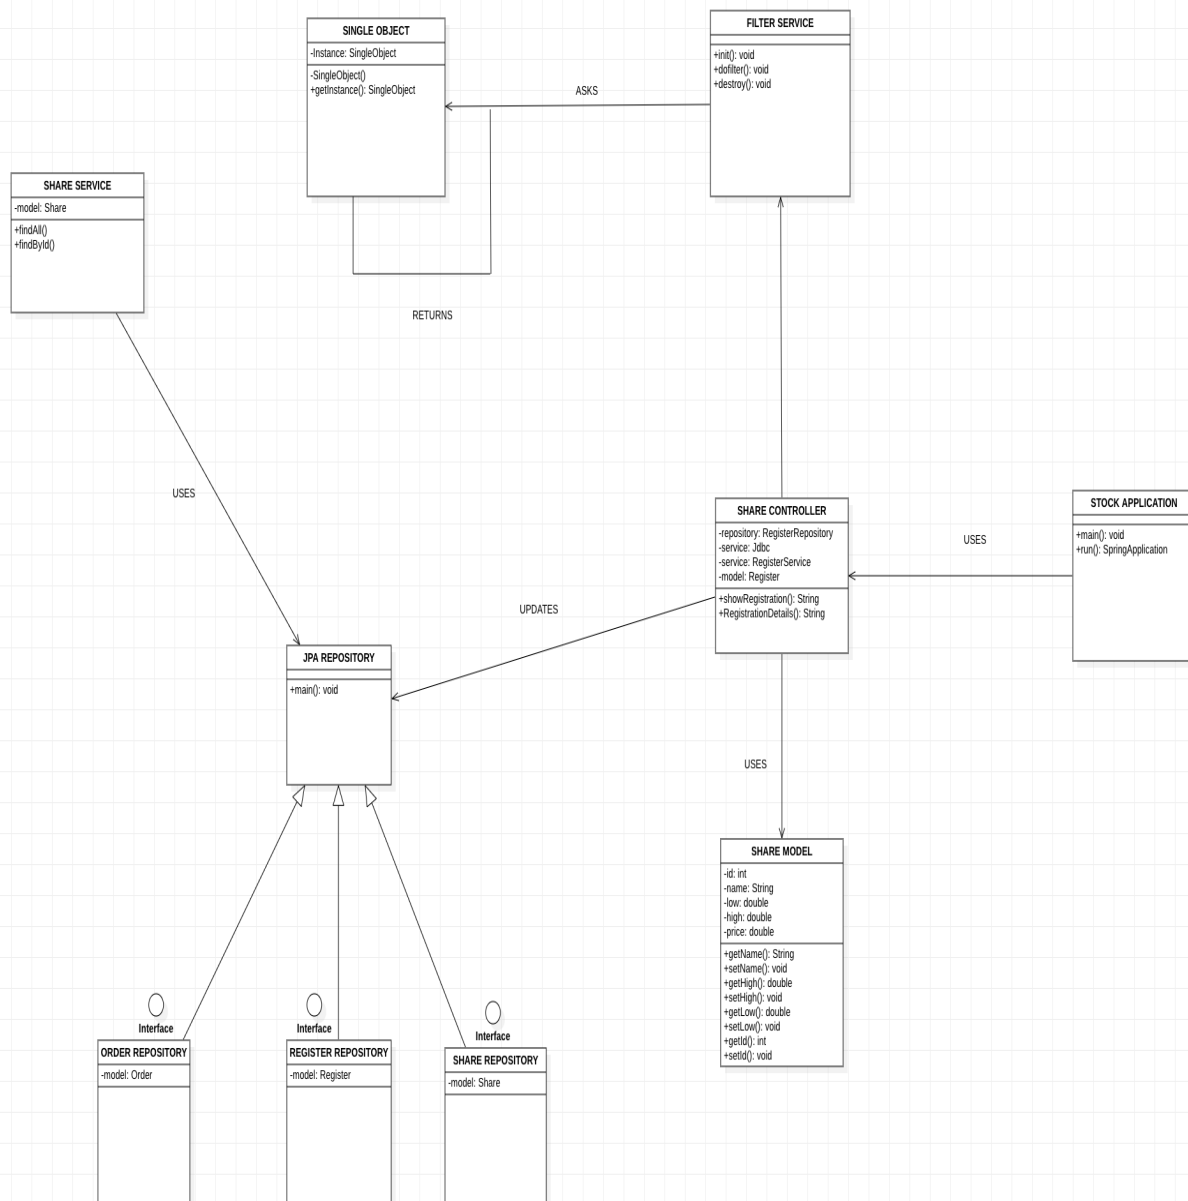 SINGLE OBJECT
-Instance: SingleObject
-SingleObject()
+getInstance(): SingleObject
FILTER SERVICE
+init(): void
+dofilter(): void
+destroy(): void
ASKS
SHARE SERVICE
-model: Share
+findAll()
+findById()
RETURNS
USES
SHARE CONTROLLER
-repository: RegisterRepository
-service: Jdbc
-service: RegisterService
-model: Register
+showRegistration(): String
+RegistrationDetails(): String
USES
STOCK APPLICATION
+main(): void
+run(): SpringApplication
UPDATES
JPA REPOSITORY
+main(): void
USES
SHARE MODEL
-id: int
-name: String
-low: double
-high: double
-price: double
+getName(): String
+setName(): void
+getHigh(): double
+setHigh(): void
+getLow(): double
+setLow(): void
+getId(): int
+setId(): void
Interface
ORDER REPOSITORY
-model: Order
Interface
REGISTER REPOSITORY
-model: Register
Interface
SHARE REPOSITORY
-model: Share